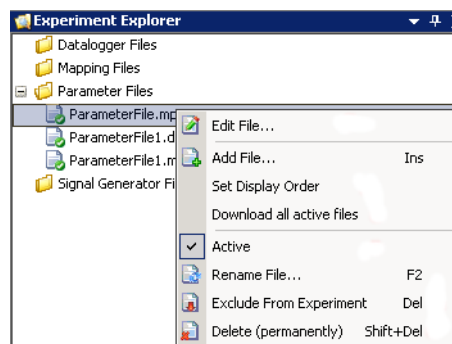 Experiment Explorer
Datalogger Files
Mapping Files
Parameter Files
ParameterFile.mp
Edit File...
ParameterFile1.d
Add File... Ins
ParameterFile1.m
Set Display Order
Signal Generator Fi
Download all active files
Active
Rename File... F2
Exclude From Experiment Del
Delete (permanently) Shift+Del